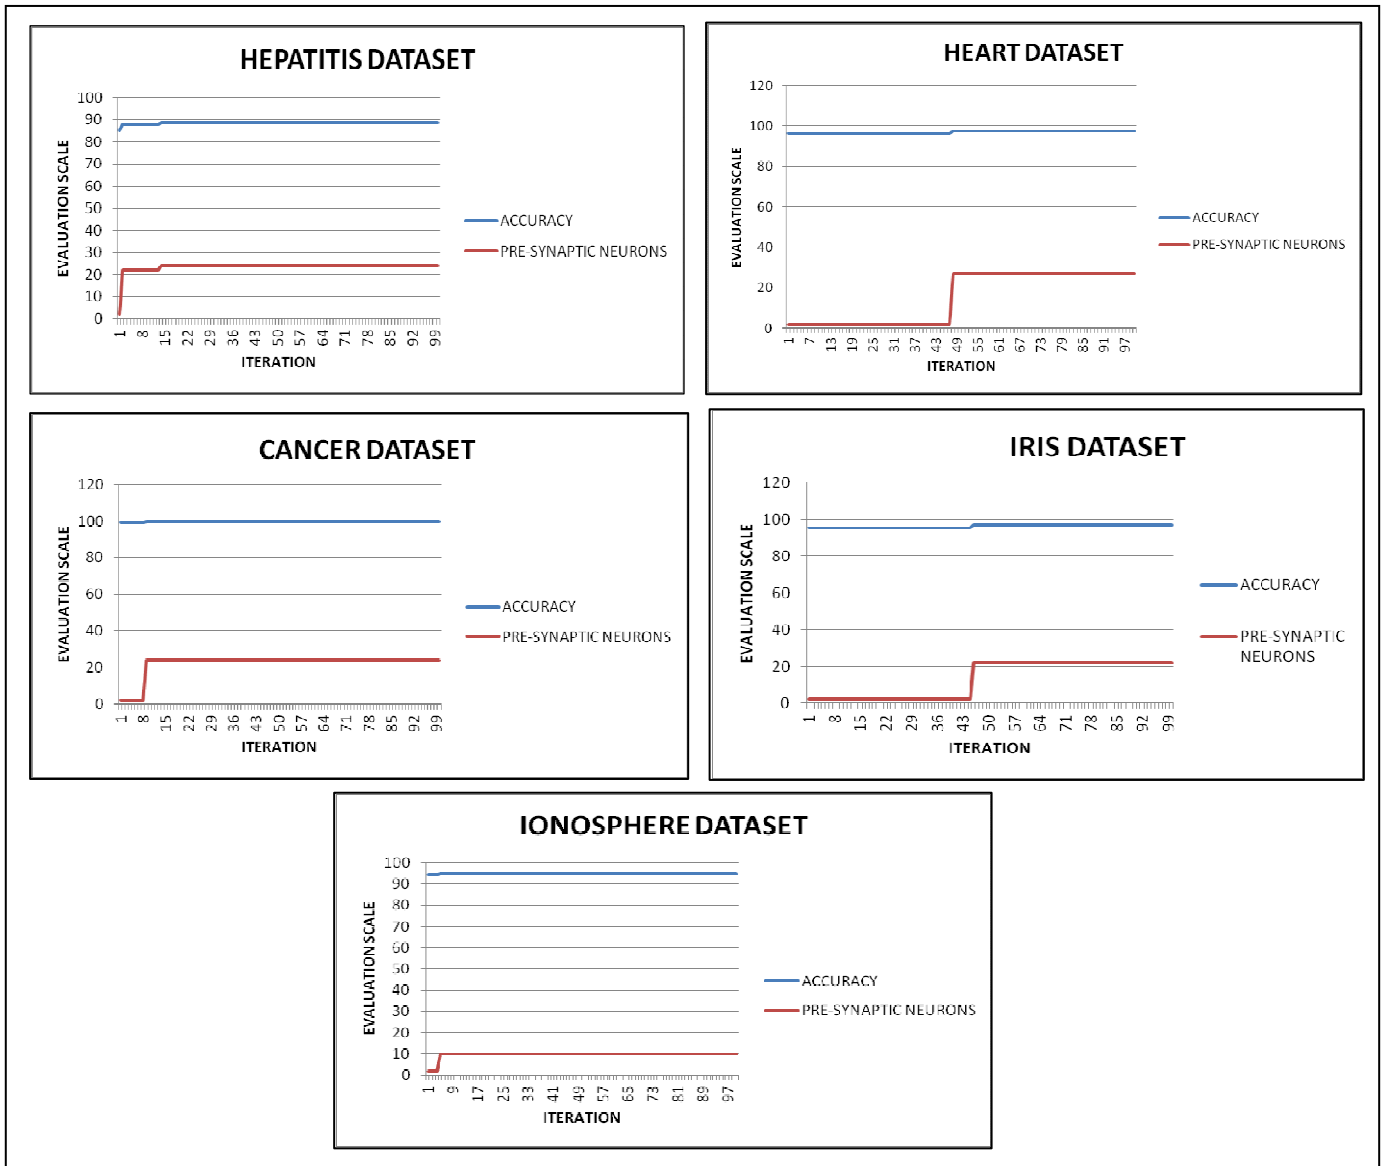 HEPATITIS DATASET
100
90
80
70
60
50
40
30
20
10
0
EVALUATION SCALE
1 8 15 22 29 36 43 50 57 64 71 78 85 92 99
ITERATION
ACCURACY
PRE-SYNAPTIC NEURONS
HEART DATASET
120
100
80
60
40
20
0
EVALUATION SCALE
1 7 13 19 25 31 37 43 49 55 61 67 73 79 85 91 97
ITERATION
ACCURACY
PRE-SYNAPTIC NEURONS
CANCER DATASET
120
100
80
60
40
20
0
EVALUATION SCALE
1 8 15 22 29 36 43 50 57 64 71 78 85 92 99
ITERATION
ACCURACY
PRE-SYNAPTIC NEURONS
IRIS DATASET
120
100
80
60
40
20
0
EVALUATION SCALE
1 8 15 22 29 36 43 50 57 64 71 78 85 92 99
ITERATION
ACCURACY
PRE-SYNAPTIC
NEURONS
IONOSPHERE DATASET
100
90
80
70
60
50
40
30
20
10
0
EVALUATION SCALE
1 9 17 25 33 41 49 57 65 73 81 89 97
ITERATION
ACCURACY
PRE-SYNAPTIC NEURONS